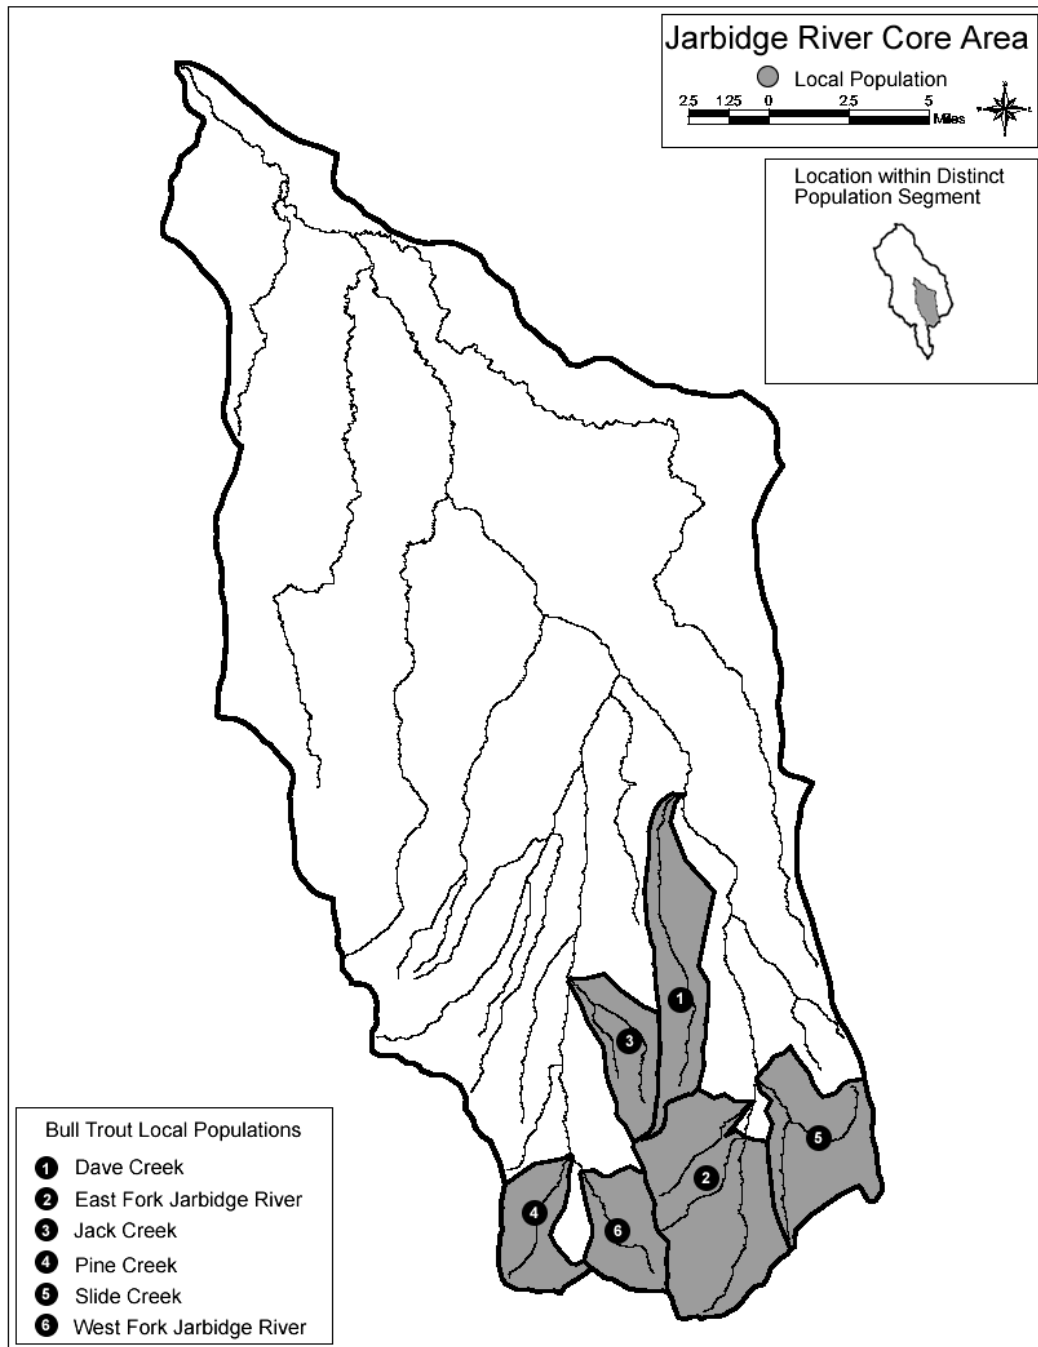 Jarbidge River Core Area
Local Population
2.5 1.25 0 2.5 5
Miles
Location within Distinct
Population Segment
1
3
2
5
4
6
Bull Trout Local Populations
1 Dave Creek
2 East Fork Jarbidge River
3 Jack Creek
4 Pine Creek
5 Slide Creek
6 West Fork Jarbidge River